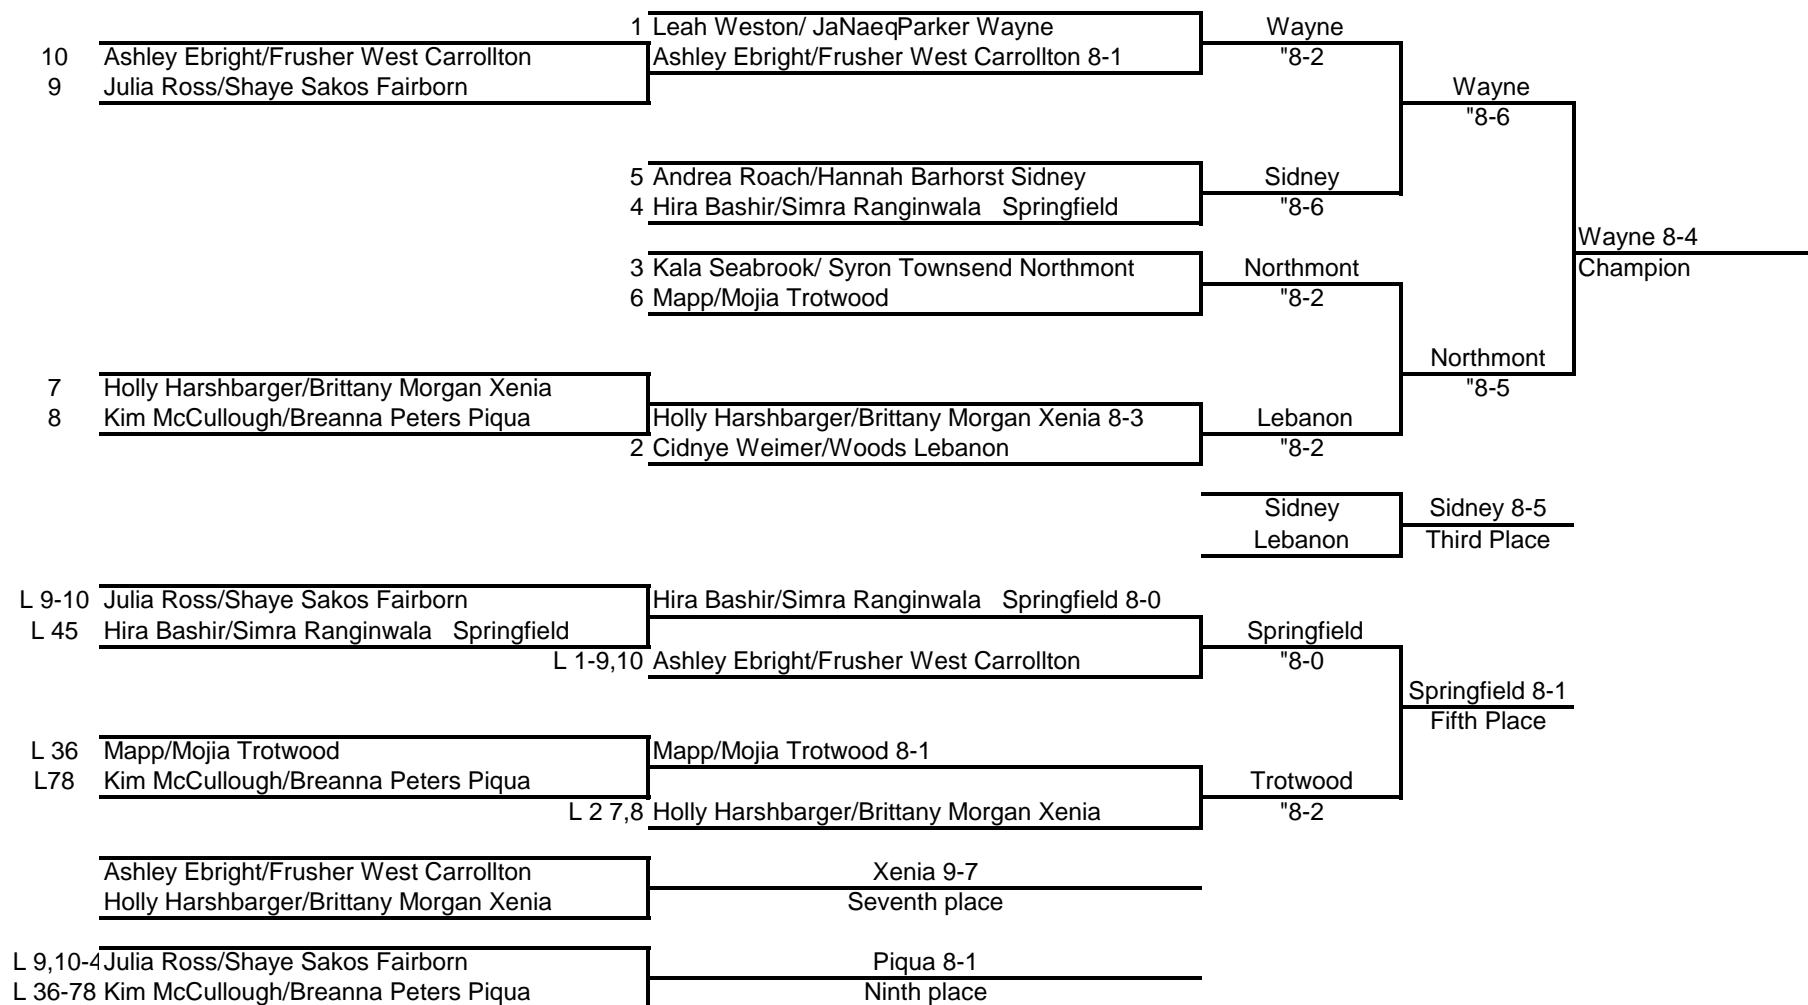 1 Leah Weston/ JaNaeqParker Wayne Wayne
10 Ashley Ebright/Frusher West Carrollton Ashley Ebright/Frusher West Carrollton 8-1 "8-2
9 Julia Ross/Shaye Sakos Fairborn Wayne
"8-6
5 Andrea Roach/Hannah Barhorst Sidney Sidney
4 Hira Bashir/Simra Ranginwala Springfield "8-6
Wayne 8-4
3 Kala Seabrook/ Syron Townsend Northmont Northmont Champion
6 Mapp/Mojia Trotwood "8-2
Northmont
7 Holly Harshbarger/Brittany Morgan Xenia "8-5
8 Kim McCullough/Breanna Peters Piqua Holly Harshbarger/Brittany Morgan Xenia 8-3 Lebanon
2 Cidnye Weimer/Woods Lebanon "8-2
Sidney Sidney 8-5
Lebanon Third Place
L 9-10 Julia Ross/Shaye Sakos Fairborn Hira Bashir/Simra Ranginwala Springfield 8-0
L 45 Hira Bashir/Simra Ranginwala Springfield Springfield
L 1-9,10 Ashley Ebright/Frusher West Carrollton "8-0
Springfield 8-1
Fifth Place
L 36 Mapp/Mojia Trotwood Mapp/Mojia Trotwood 8-1
L78 Kim McCullough/Breanna Peters Piqua Trotwood
L 2 7,8 Holly Harshbarger/Brittany Morgan Xenia "8-2
Ashley Ebright/Frusher West Carrollton Xenia 9-7
Holly Harshbarger/Brittany Morgan Xenia Seventh place
L 9,10-4 Julia Ross/Shaye Sakos Fairborn Piqua 8-1
L 36-78 Kim McCullough/Breanna Peters Piqua Ninth place